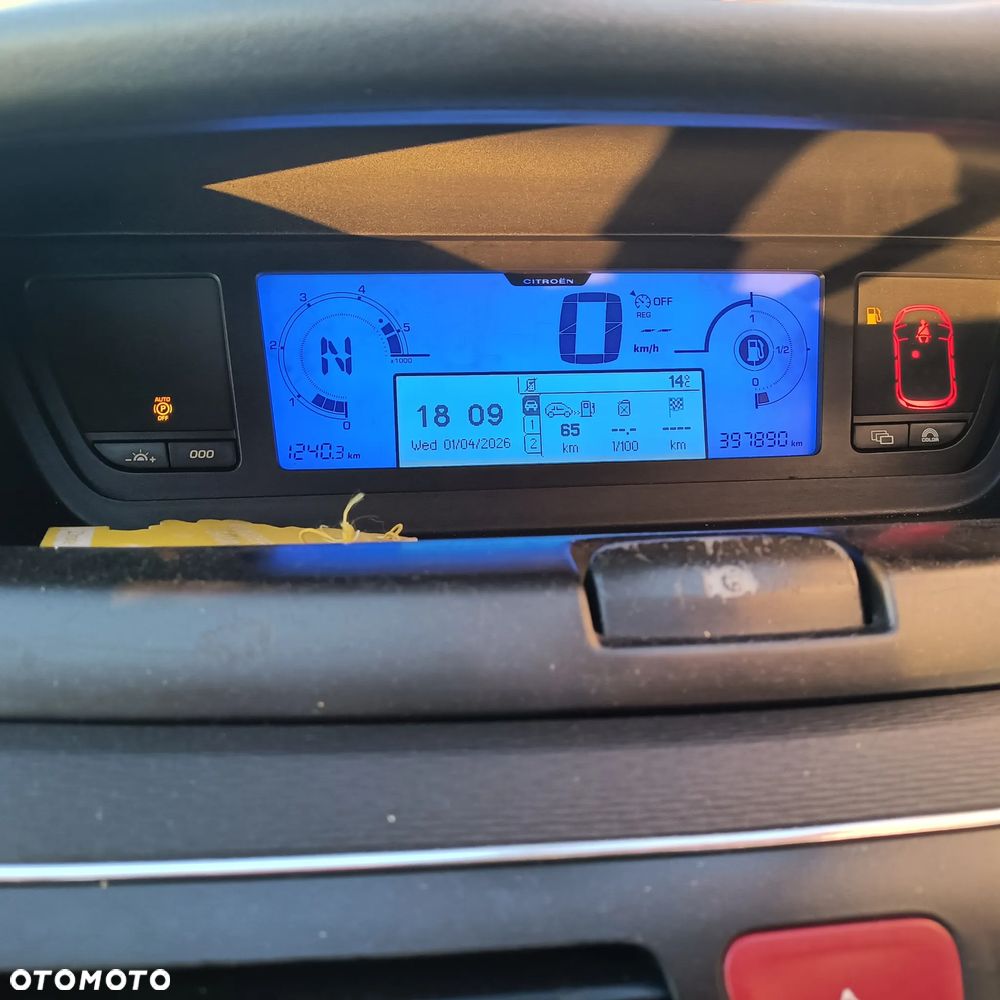 CITROËN
3
4
2
5
x1000
1
0
N
0
OFF
REG
--
km/h
1
1/2
0
14°C
18 09
Wed 01/04/2026
1
2
65
km
--.-
l/100
----
km
1240.3 km
397890 km
AUTO
P
OFF
- +
000
COLOR
OTOMOTO